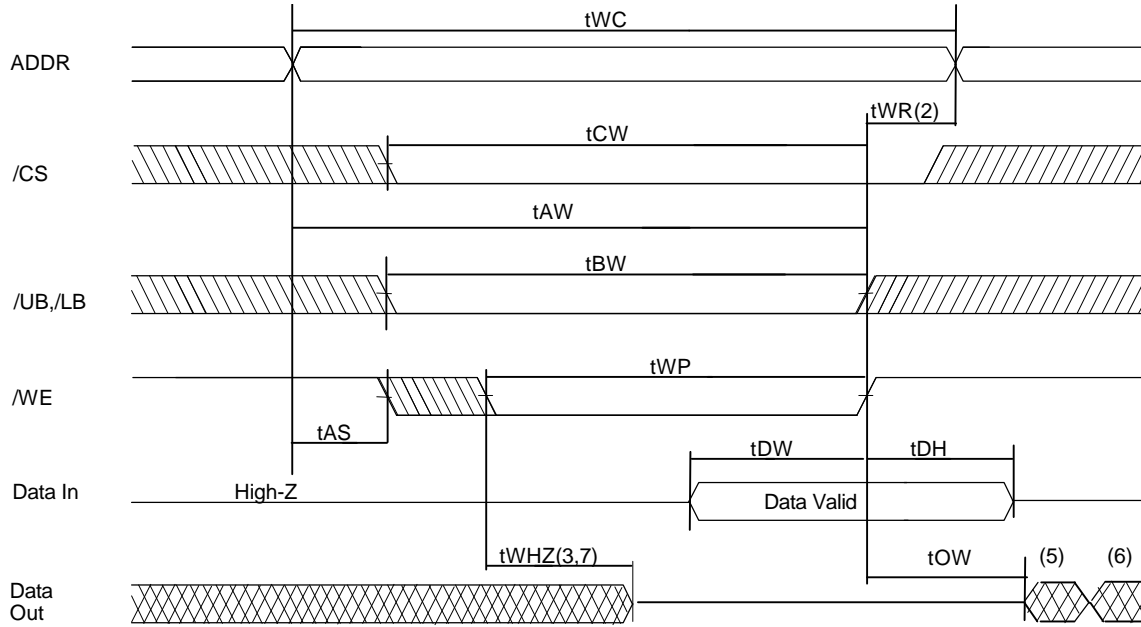 tWC
ADDR
tWR(2)
tCW
/CS
tAW
tBW
/UB,/LB
tWP
/WE
tAS
tDW
tDH
Data In
High-Z
Data Valid
tWHZ(3,7)
tOW
(5)
(6)
Data
Out